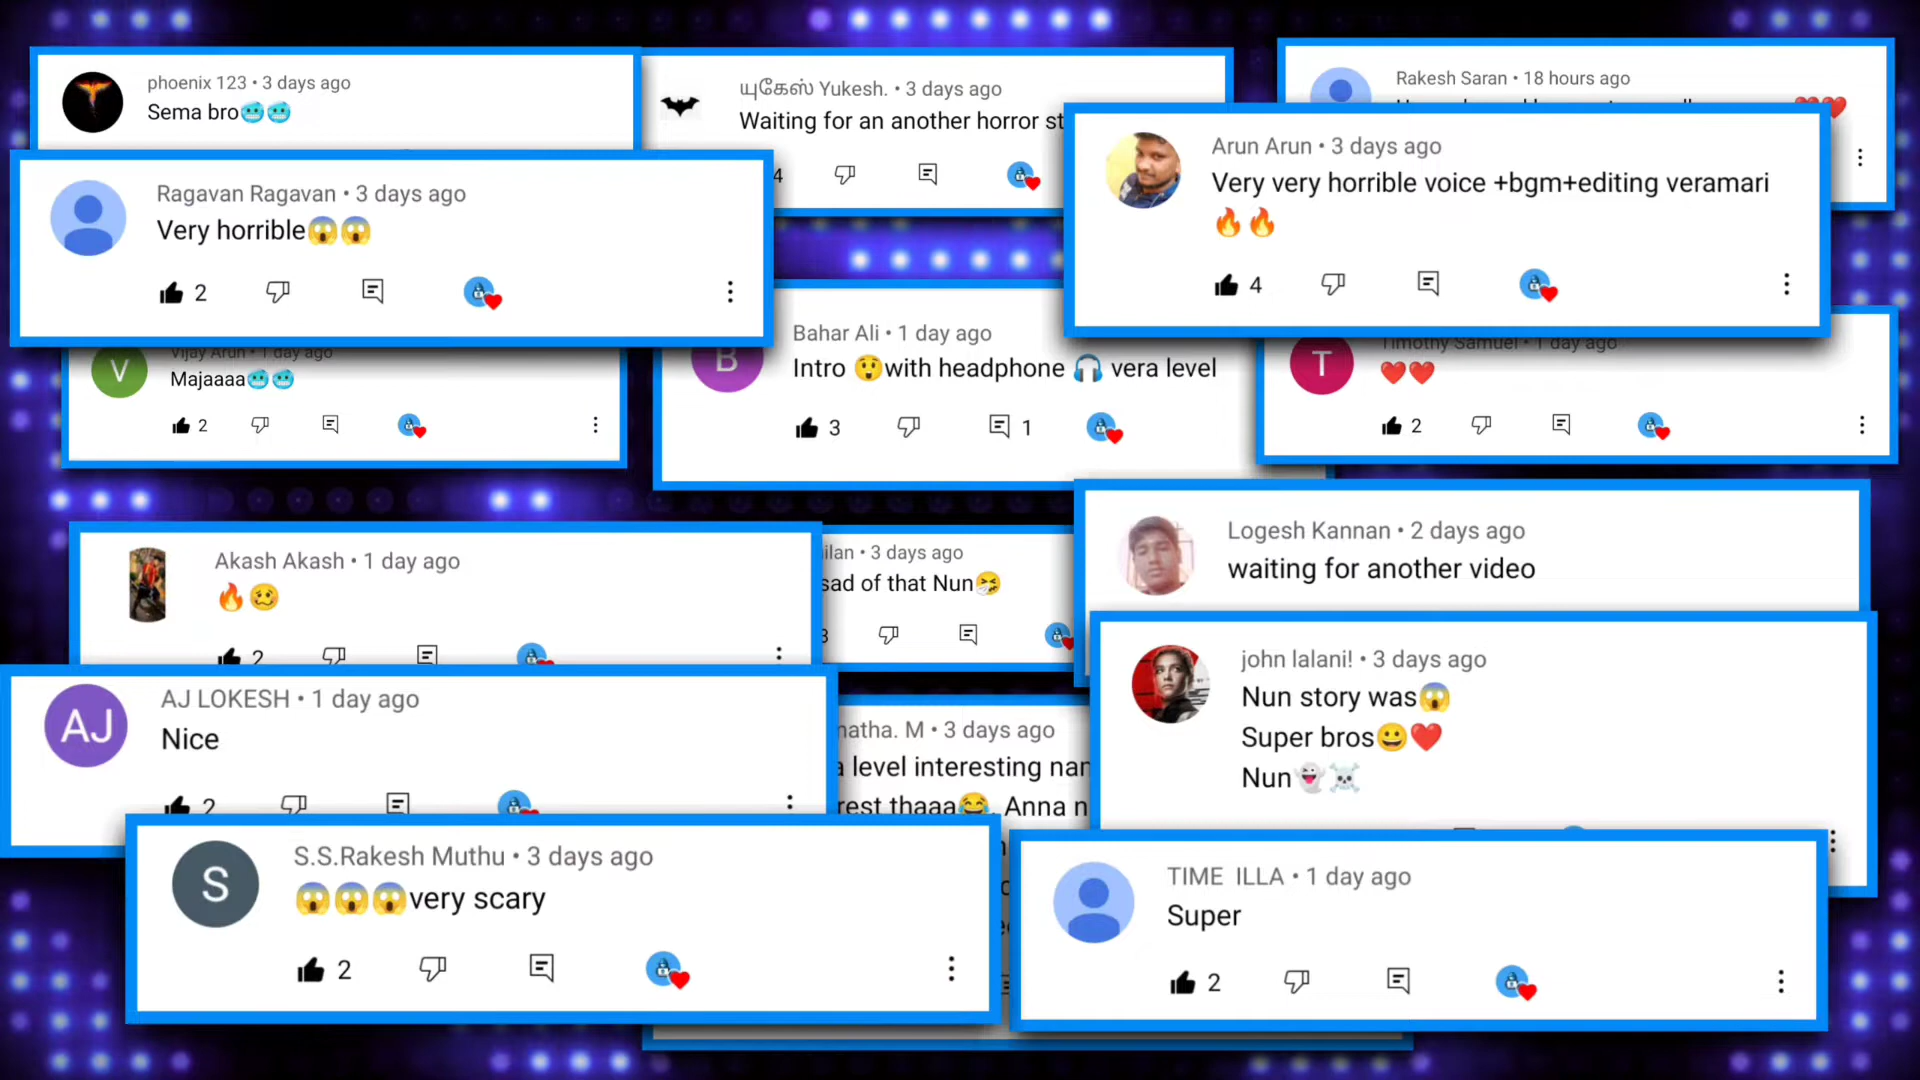 phoenix 123 • 3 days ago
Sema bro🥶🥶
யுகேஸ் Yukesh. • 3 days ago
Waiting for an another horror st
4
Rakesh Saran • 18 hours ago
❤️❤️
Ragavan Ragavan • 3 days ago
Very horrible😱😱
2
Arun Arun • 3 days ago
Very very horrible voice +bgm+editing veramari
🔥🔥
4
V
Vijay Arun • 1 day ago
Majaaaa🥶🥶
2
B
Bahar Ali • 1 day ago
Intro 😲with headphone 🎧 vera level
3
1
T
Timothy Samuel • 1 day ago
❤️❤️
2
Akash Akash • 1 day ago
🔥🥴
2
ilan • 3 days ago
sad of that Nun🤧
3
Logesh Kannan • 2 days ago
waiting for another video
AJ
AJ LOKESH • 1 day ago
Nice
2
natha. M • 3 days ago
a level interesting nan
rest thaaa😂. Anna n
john lalani! • 3 days ago
Nun story was😱
Super bros😀❤️
Nun👻☠️
S
S.S.Rakesh Muthu • 3 days ago
😱😱😱very scary
2
TIME ILLA • 1 day ago
Super
2